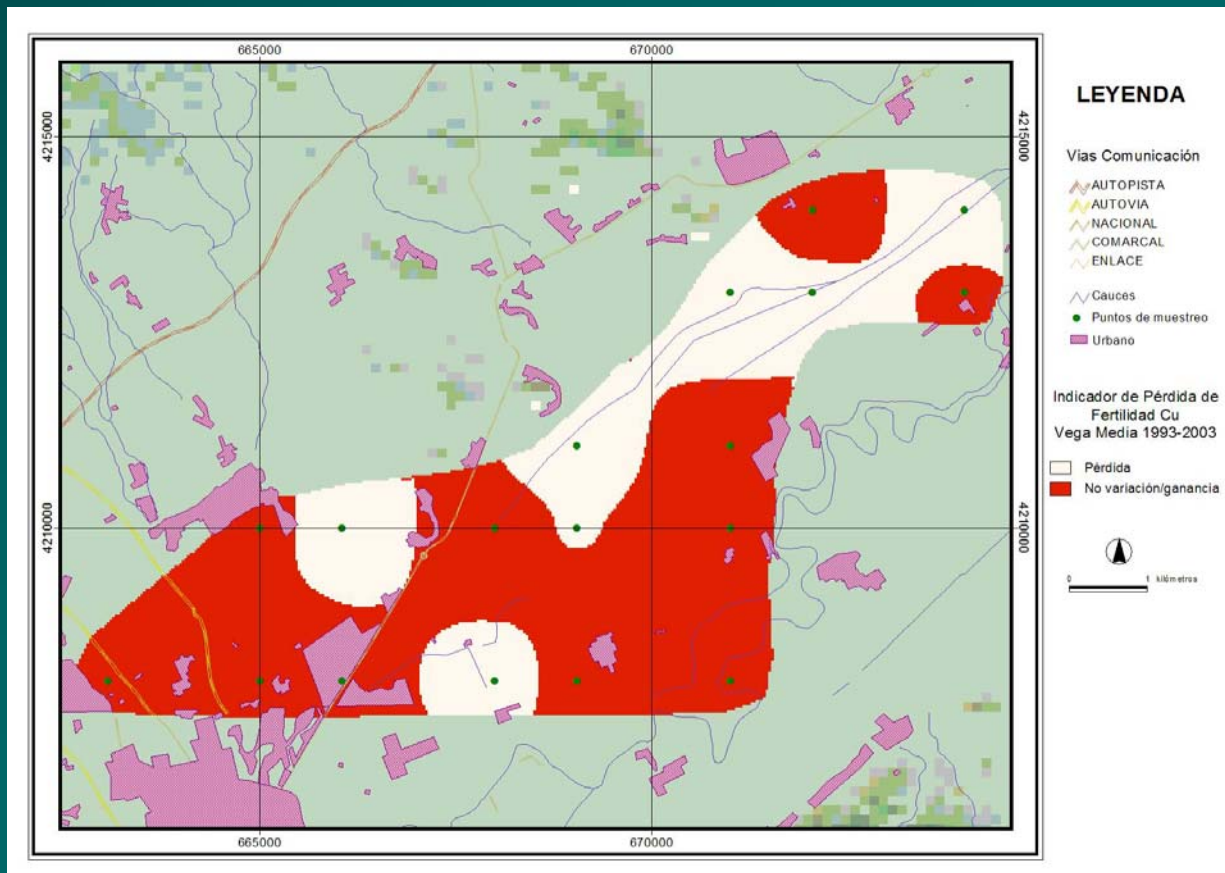 665000
670000
4215000
4215000
4210000
4210000
665000
670000
LEYENDA
Vías Comunicación
AUTOPISTA
AUTOVIA
NACIONAL
COMARCAL
ENLACE
Cauces
Puntos de muestreo
Urbano
Indicador de Pérdida de
Fertilidad Cu
Vega Media 1993-2003
Pérdida
No variación/ganancia
0 1 kilómetros